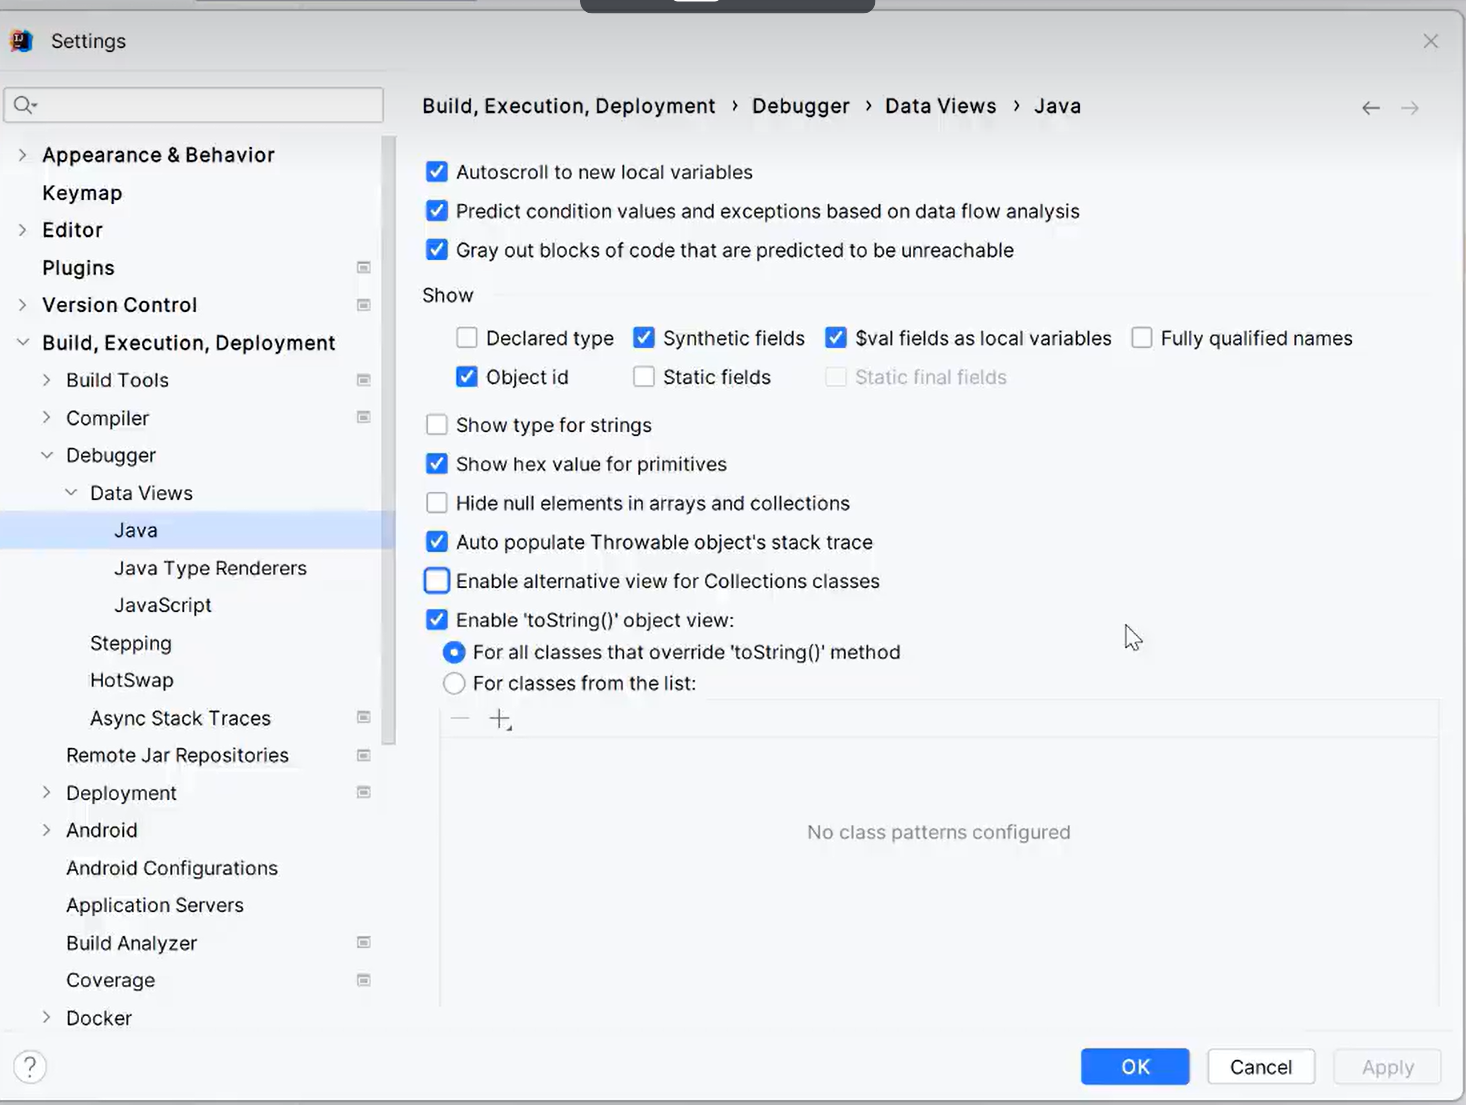 Settings
Build, Execution, Deployment › Debugger › Data Views › Java
Appearance & Behavior
Keymap
Editor
Plugins
Version Control
Build, Execution, Deployment
Build Tools
Compiler
Debugger
Data Views
Java
Java Type Renderers
JavaScript
Stepping
HotSwap
Async Stack Traces
Remote Jar Repositories
Deployment
Android
Android Configurations
Application Servers
Build Analyzer
Coverage
Docker
Autoscroll to new local variables
Predict condition values and exceptions based on data flow analysis
Gray out blocks of code that are predicted to be unreachable
Show
Declared type Synthetic fields $val fields as local variables Fully qualified names
Object id Static fields Static final fields
Show type for strings
Show hex value for primitives
Hide null elements in arrays and collections
Auto populate Throwable object's stack trace
Enable alternative view for Collections classes
Enable 'toString()' object view:
For all classes that override 'toString()' method
For classes from the list:
No class patterns configured
? OK Cancel Apply